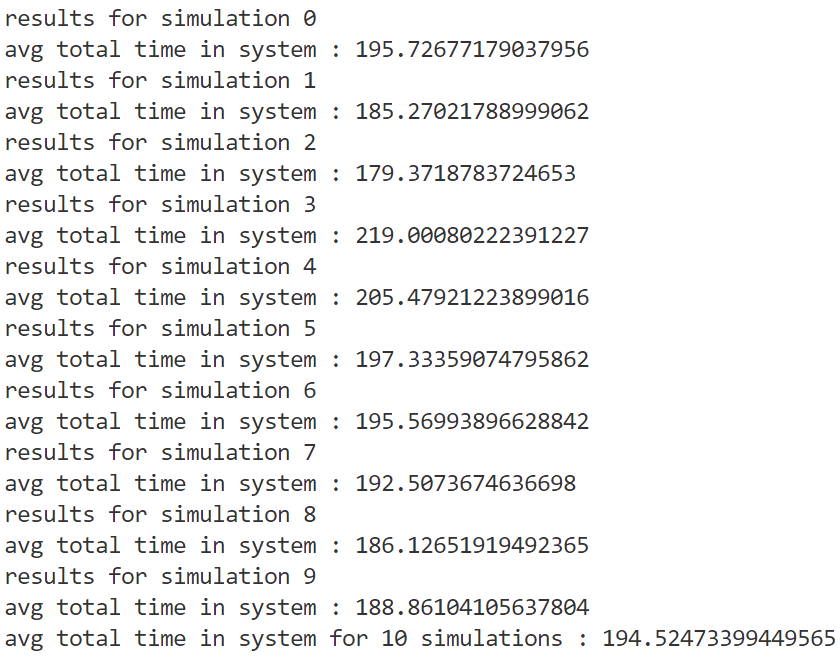 results for simulation 0
avg total time in system : 195.72677179037956
results for simulation 1
avg total time in system : 185.27021788999062
results for simulation 2
avg total time in system : 179.3718783724653
results for simulation 3
avg total time in system : 219.00080222391227
results for simulation 4
avg total time in system : 205.47921223899016
results for simulation 5
avg total time in system : 197.33359074795862
results for simulation 6
avg total time in system : 195.56993896628842
results for simulation 7
avg total time in system : 192.5073674636698
results for simulation 8
avg total time in system : 186.12651919492365
results for simulation 9
avg total time in system : 188.86104105637804
avg total time in system for 10 simulations : 194.52473399449565